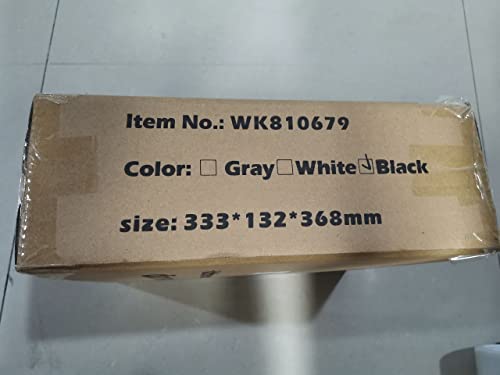 Item No.: WK810679
Color: ☐ Gray ☐ White ☑ Black
size: 333*132*368mm